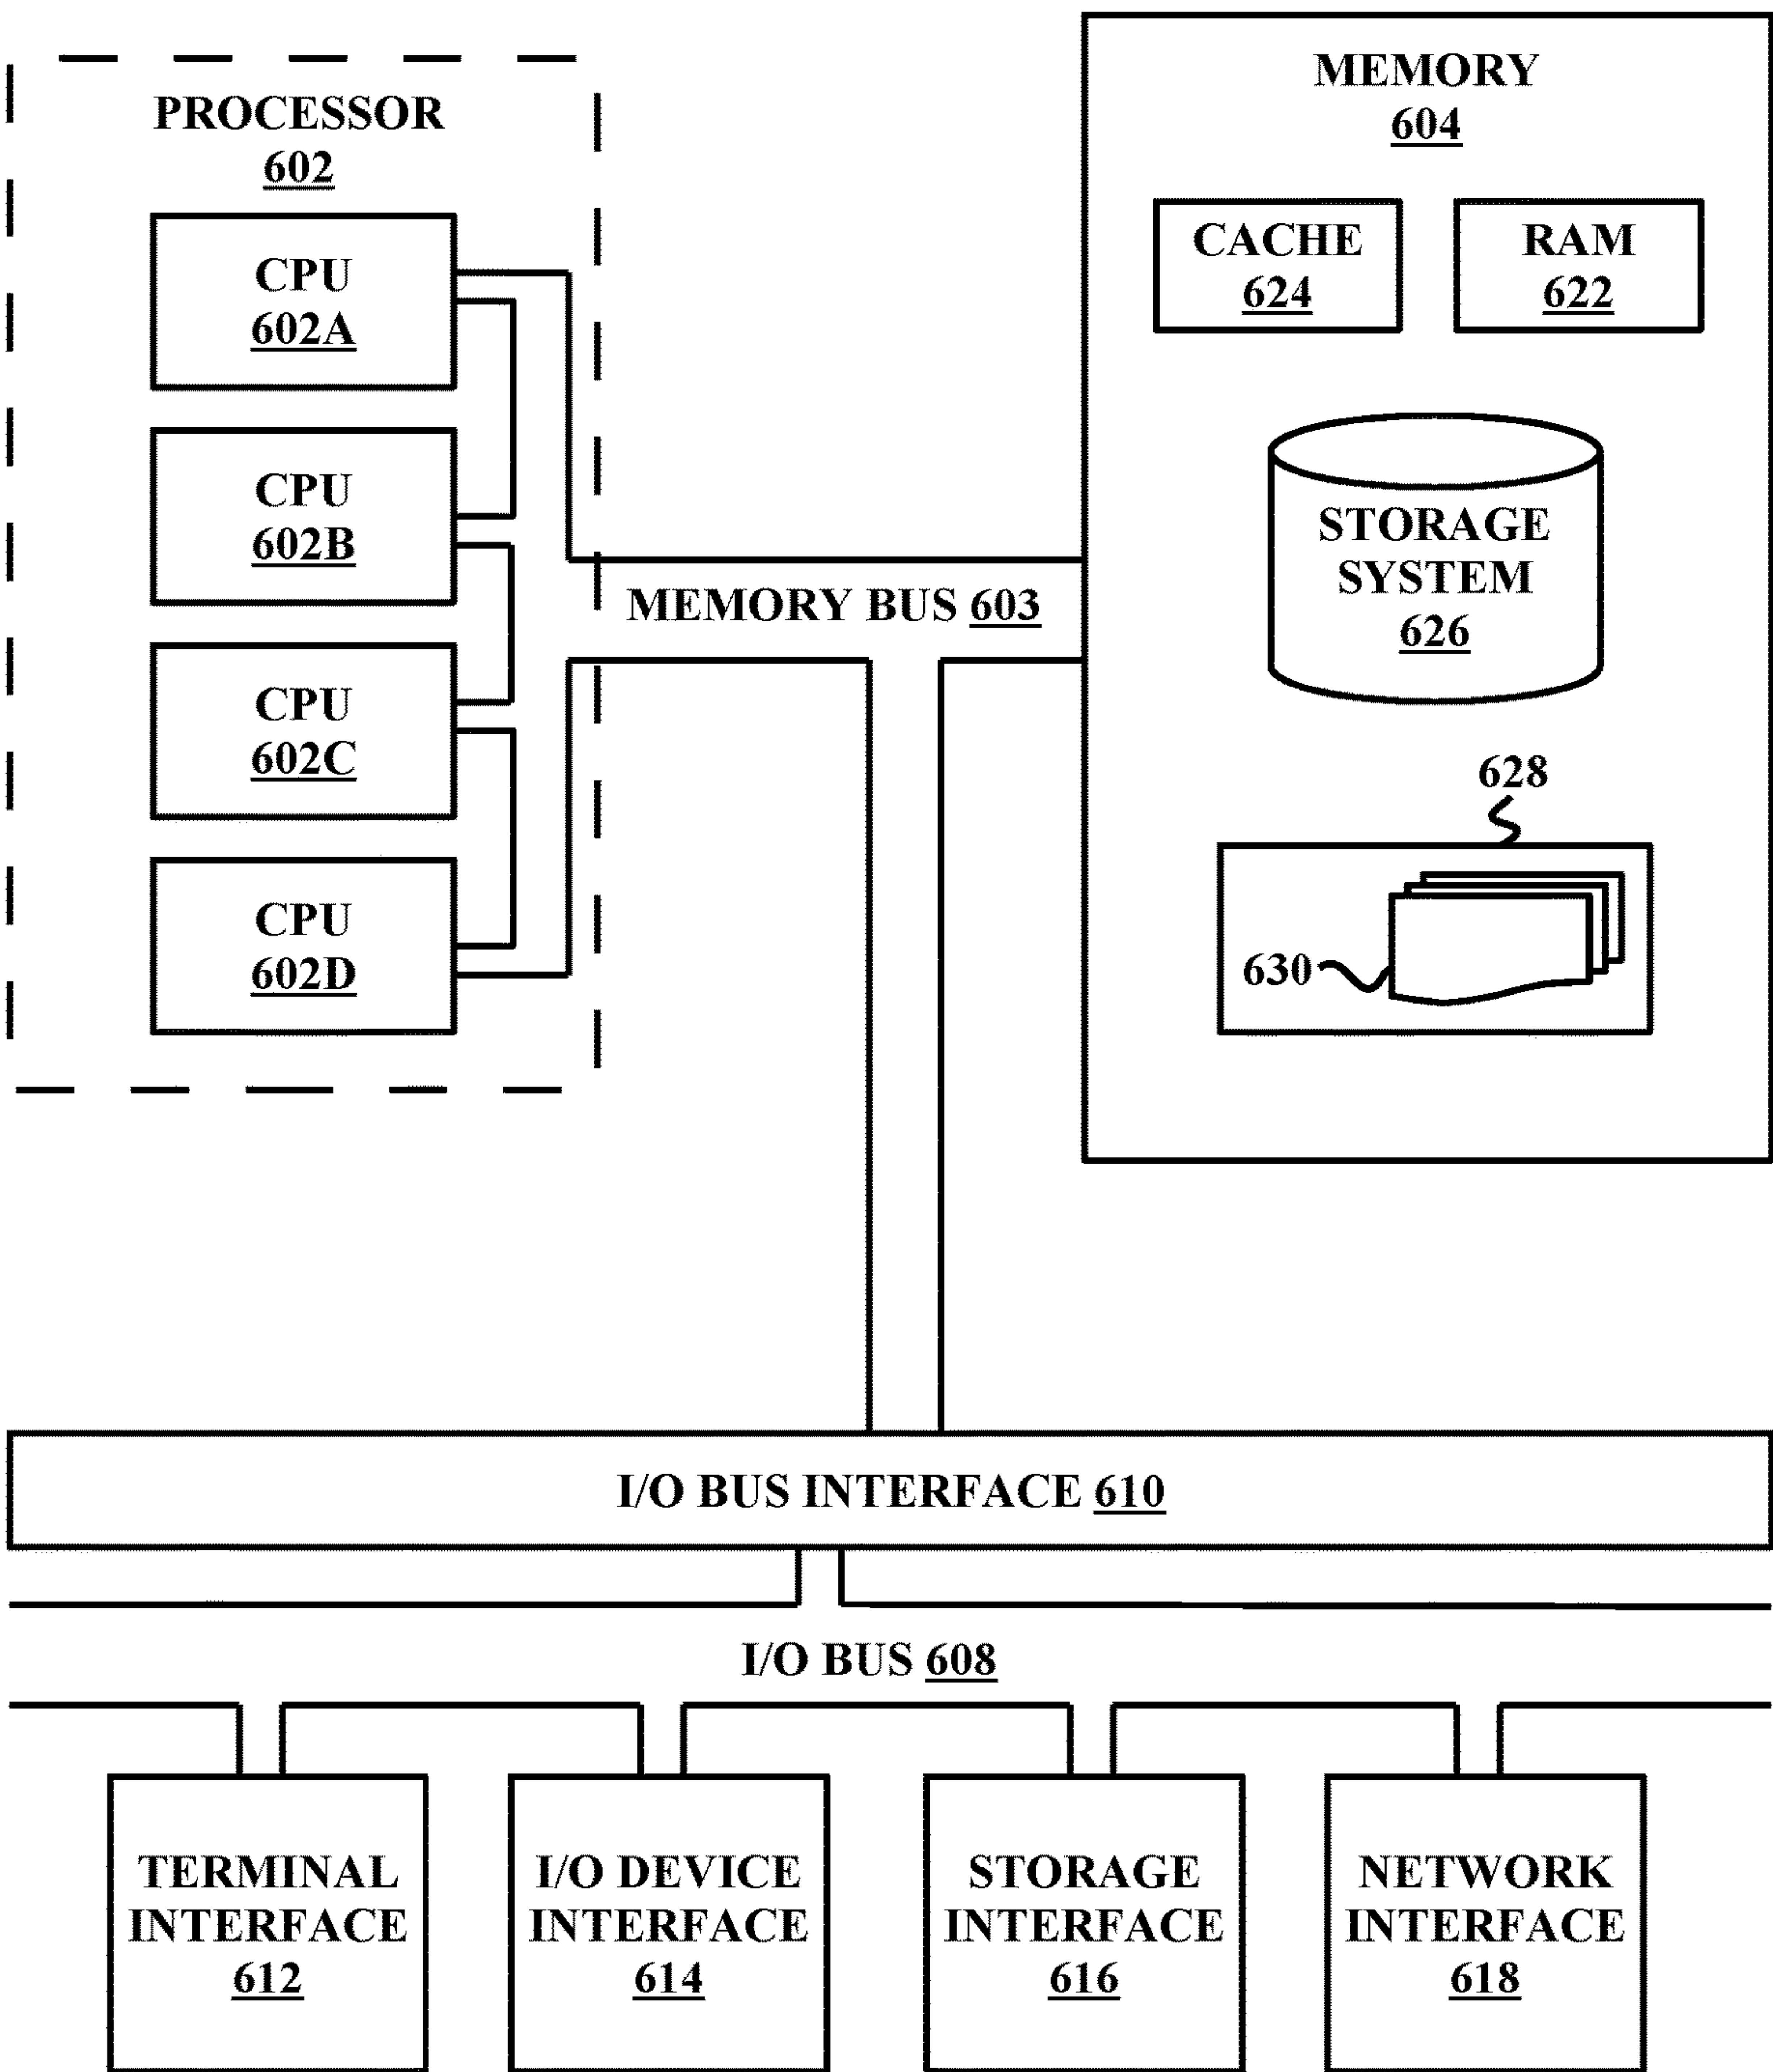 PROCESSOR
602
CPU
602A
CPU
602B
CPU
602C
CPU
602D
MEMORY BUS 603
MEMORY
604
CACHE
624
RAM
622
STORAGE
SYSTEM
626
628
630
I/O BUS INTERFACE 610
I/O BUS 608
TERMINAL
INTERFACE
612
I/O DEVICE
INTERFACE
614
STORAGE
INTERFACE
616
NETWORK
INTERFACE
618